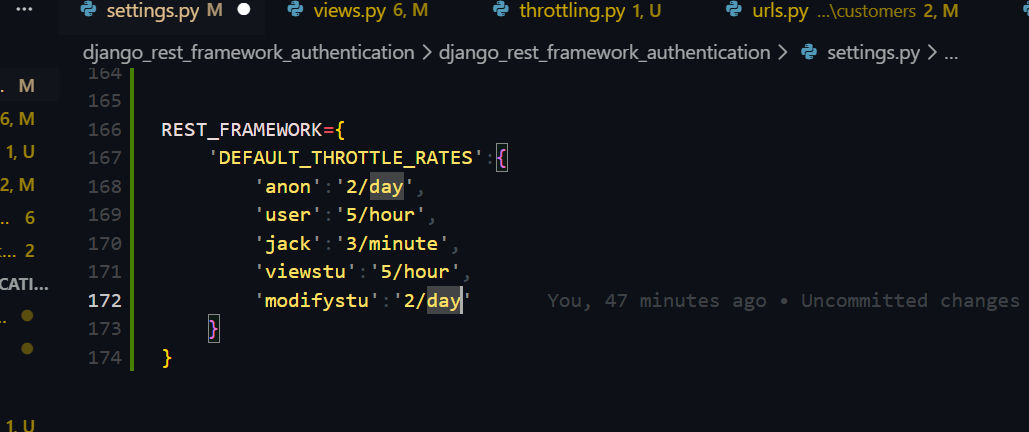 ... settings.py M views.py 6, M throttling.py 1, U urls.py ...\customers 2, M
django_rest_framework_authentication > django_rest_framework_authentication > settings.py > ...
164
165
. M
166 REST_FRAMEWORK={
6, M
167 'DEFAULT_THROTTLE_RATES':{
1, U
168 'anon':'2/day',
2, M
169 'user':'5/hour',
... 6
170 'jack':'3/minute',
... 2
171 'viewstu':'5/hour',
CATI...
172 'modifystu':'2/day' You, 47 minutes ago • Uncommitted changes
173 }
174 }
1, U